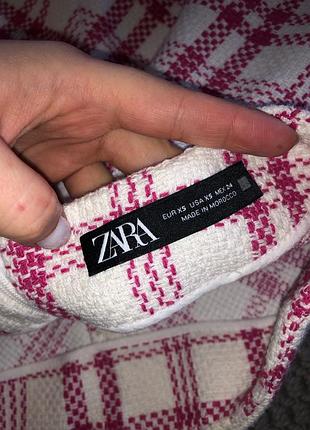 ZARA
EUR XS USA XS MEX 24
MADE IN MOROCCO